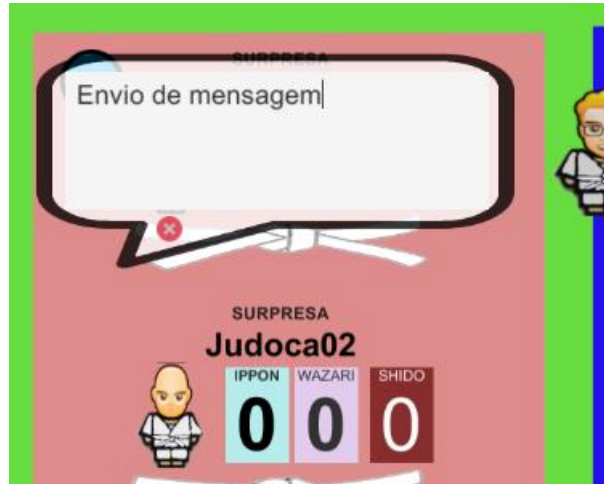 SURPRESA
Envio de mensagem
SURPRESA
Judoca02
IPPON WAZARI SHIDO
0 0 0